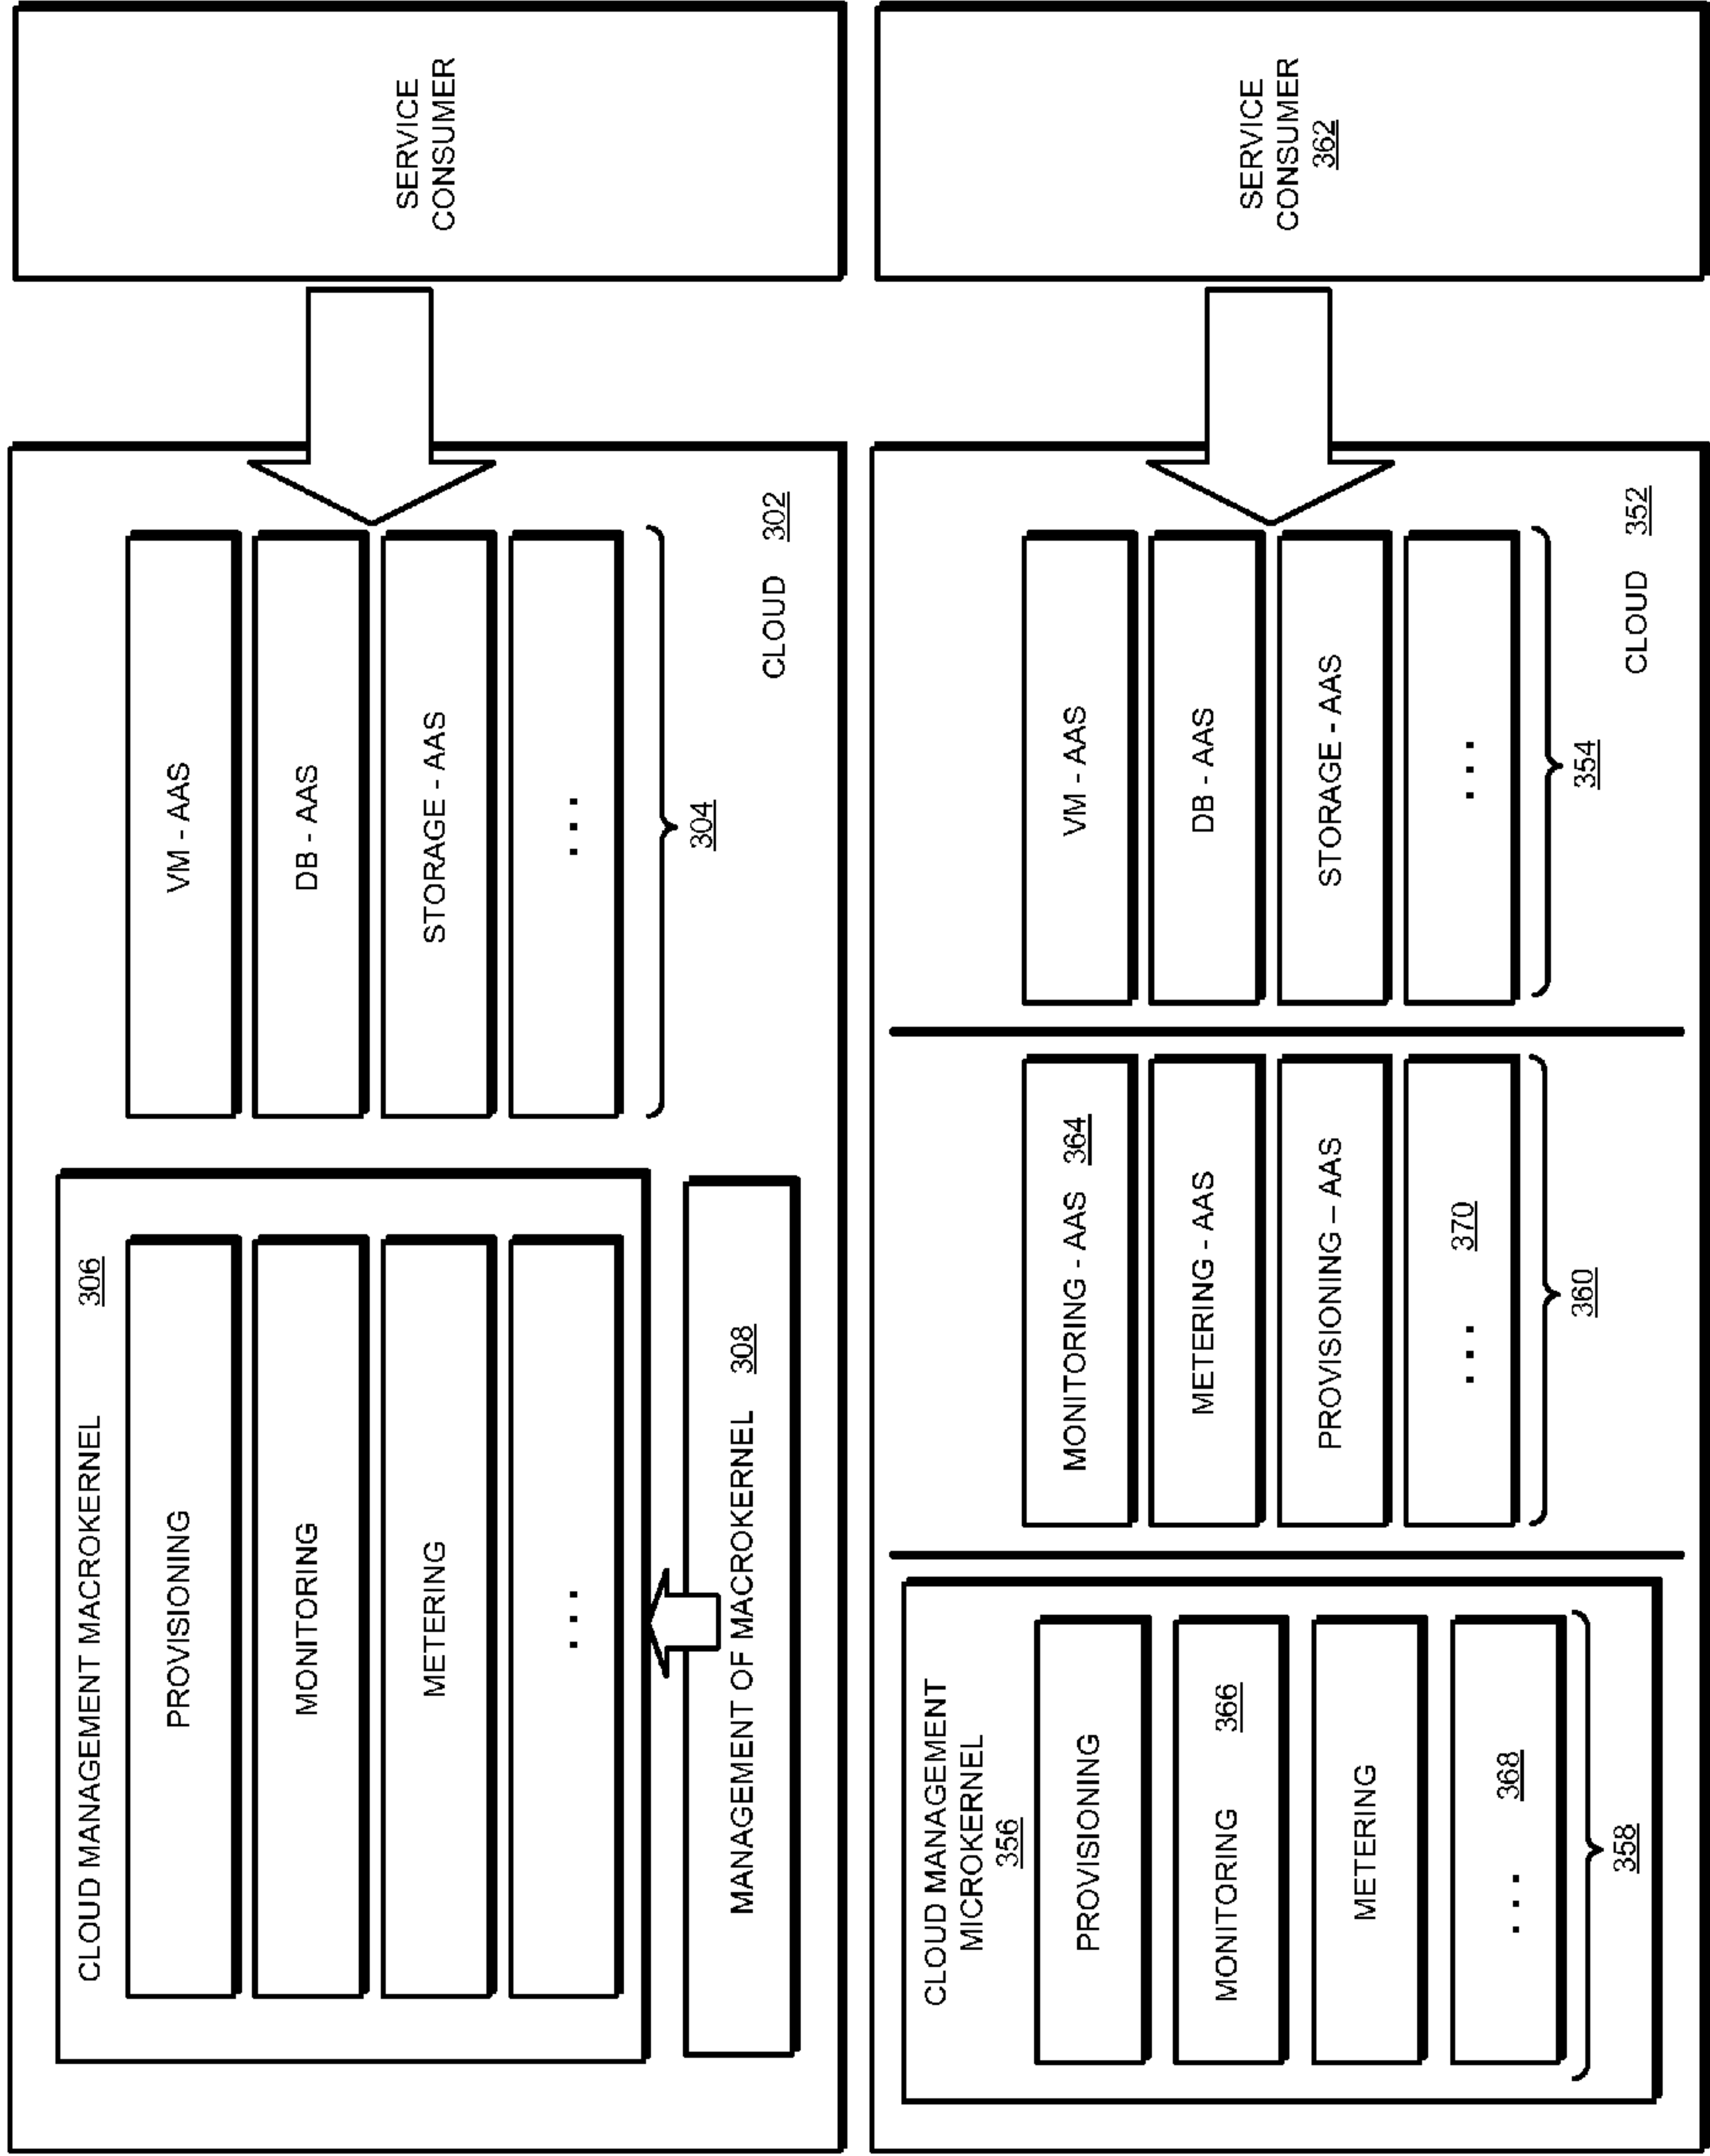 CLOUD MANAGEMENT MACROKERNEL 306
PROVISIONING
MONITORING
METERING
...
MANAGEMENT OF MACROKERNEL 308
VM - AAS
DB - AAS
STORAGE - AAS
...
304
CLOUD 302
SERVICE
CONSUMER
CLOUD MANAGEMENT
MICROKERNEL
356
PROVISIONING
MONITORING 366
METERING
... 368
358
MONITORING - AAS 364
METERING - AAS
PROVISIONING – AAS
... 370
360
VM - AAS
DB - AAS
STORAGE - AAS
...
354
CLOUD 352
SERVICE
CONSUMER
362